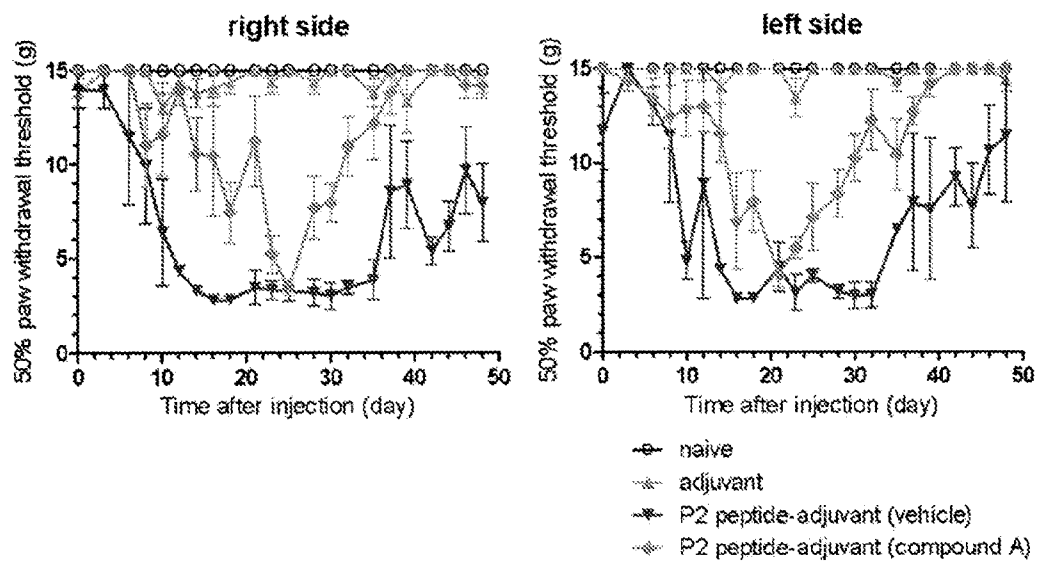 right side
50% paw withdrawal threshold (g)
15
10
5
0
0 10 20 30 40 50
Time after injection (day)
left side
50% paw withdrawal threshold (g)
15
10
5
0
0 10 20 30 40 50
Time after injection (day)
naive
adjuvant
P2 peptide-adjuvant (vehicle)
P2 peptide-adjuvant (compound A)